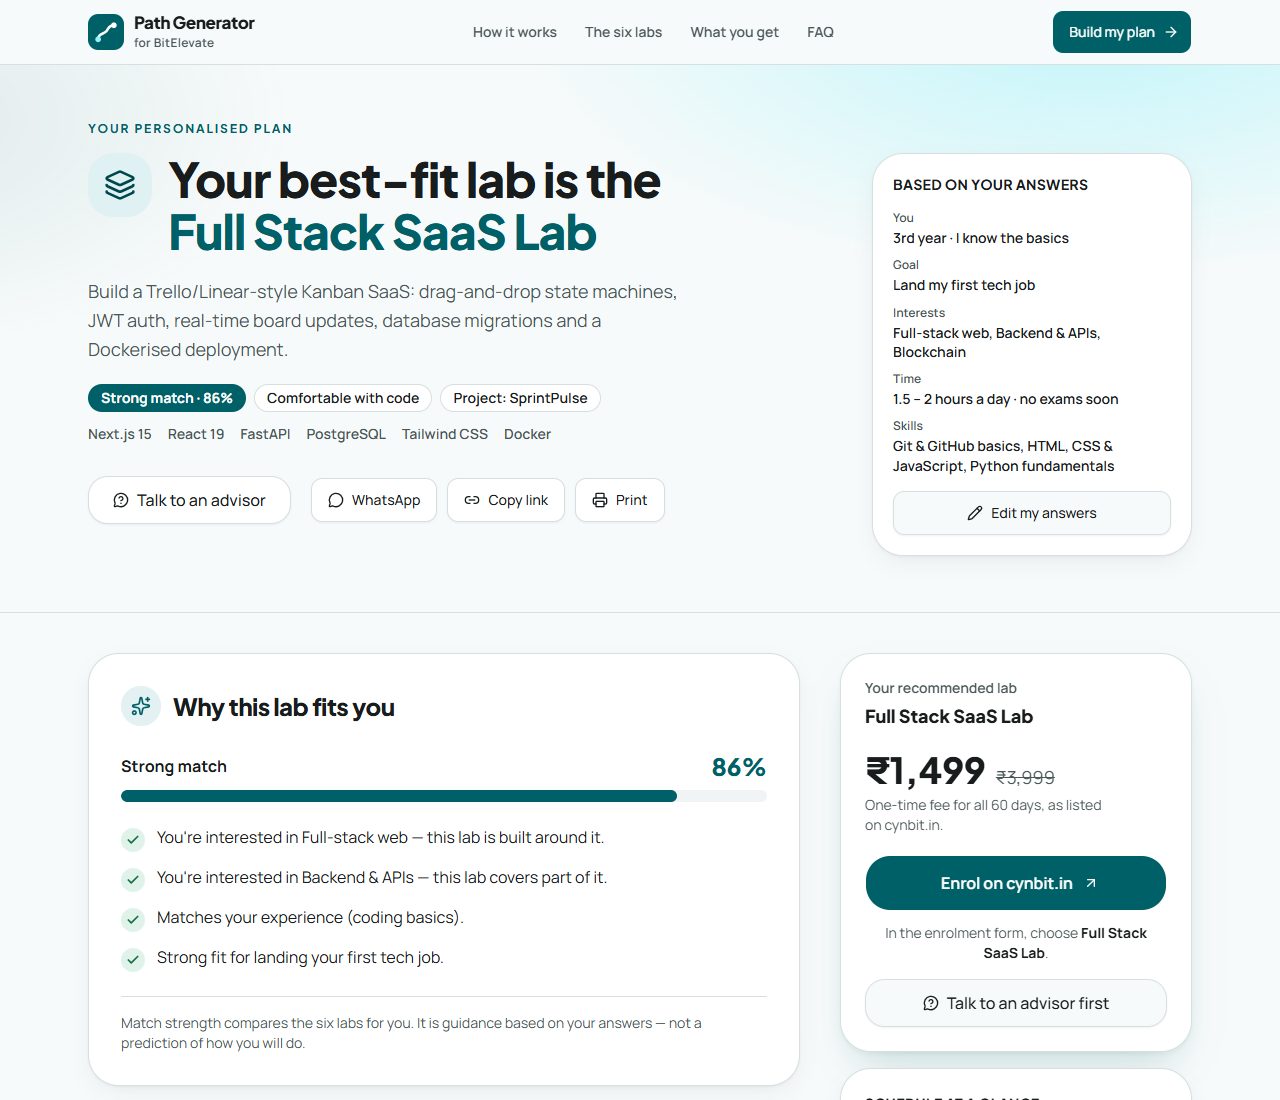 Path Generator
for BitElevate
How it works
The six labs
What you get
FAQ
Build my plan
YOUR PERSONALISED PLAN
Your best-fit lab is the
Full Stack SaaS Lab
Build a Trello/Linear-style Kanban SaaS: drag-and-drop state machines,
JWT auth, real-time board updates, database migrations and a
Dockerised deployment.
Strong match · 86%
Comfortable with code
Project: SprintPulse
Next.js 15
React 19
FastAPI
PostgreSQL
Tailwind CSS
Docker
Talk to an advisor
WhatsApp
Copy link
Print
BASED ON YOUR ANSWERS
You
3rd year · I know the basics
Goal
Land my first tech job
Interests
Full-stack web, Backend & APIs,
Blockchain
Time
1.5 – 2 hours a day · no exams soon
Skills
Git & GitHub basics, HTML, CSS &
JavaScript, Python fundamentals
Edit my answers
Why this lab fits you
Strong match
86%
You're interested in Full-stack web — this lab is built around it.
You're interested in Backend & APIs — this lab covers part of it.
Matches your experience (coding basics).
Strong fit for landing your first tech job.
Match strength compares the six labs for you. It is guidance based on your answers — not a
prediction of how you will do.
Your recommended lab
Full Stack SaaS Lab
₹1,499 ₹3,999
One-time fee for all 60 days, as listed
on cynbit.in.
Enrol on cynbit.in
In the enrolment form, choose Full Stack
SaaS Lab.
Talk to an advisor first